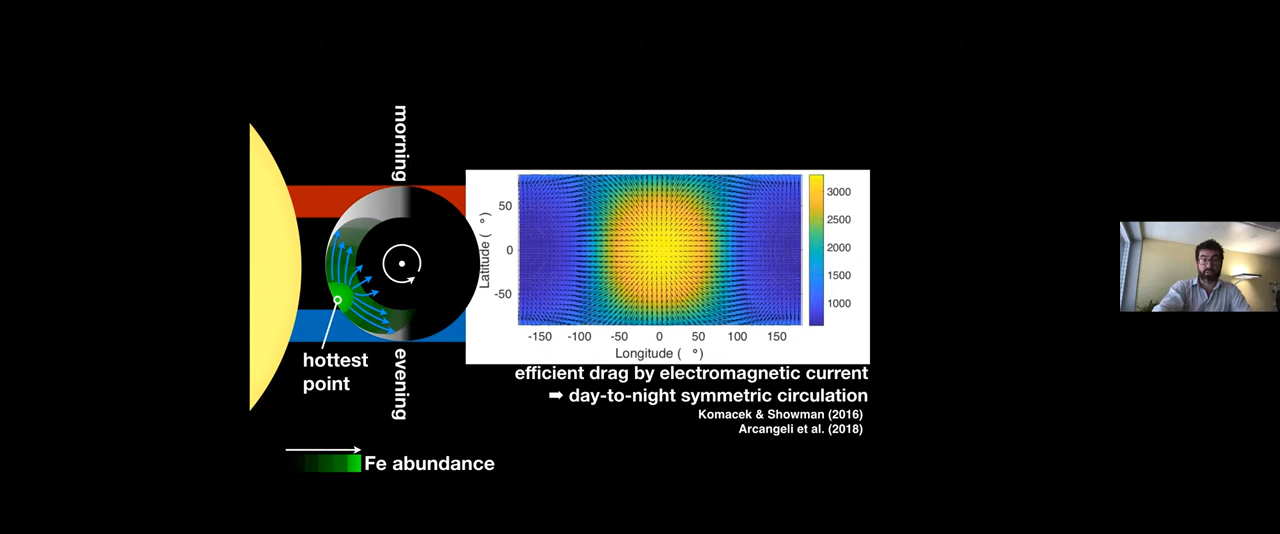 morning
hottest
point
evening
Fe abundance
Latitude ( °)
50
0
-50
-150 -100 -50 0 50 100 150
Longitude ( °)
3000
2500
2000
1500
1000
efficient drag by electromagnetic current
➡ day-to-night symmetric circulation
Komacek & Showman (2016)
Arcangeli et al. (2018)